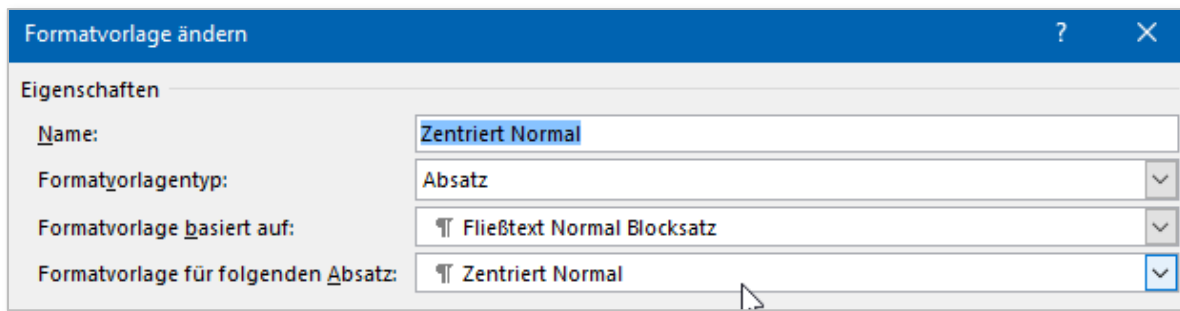 Formatvorlage ändern ?
Eigenschaften
Name: Zentriert Normal
Formatvorlagentyp: Absatz
Formatvorlage basiert auf: ¶ Fließtext Normal Blocksatz
Formatvorlage für folgenden Absatz: ¶ Zentriert Normal